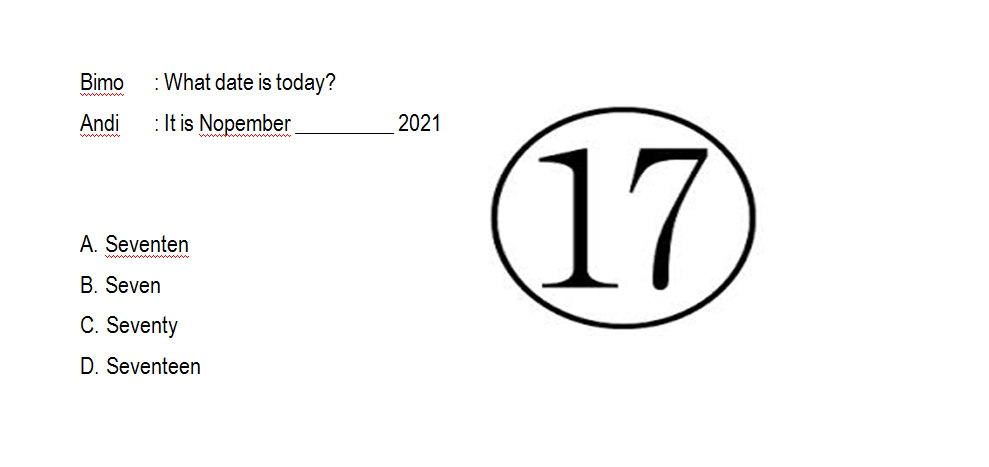 Bimo : What date is today?
Andi : It is Nopember _________ 2021
17
A. Seventen
B. Seven
C. Seventy
D. Seventeen